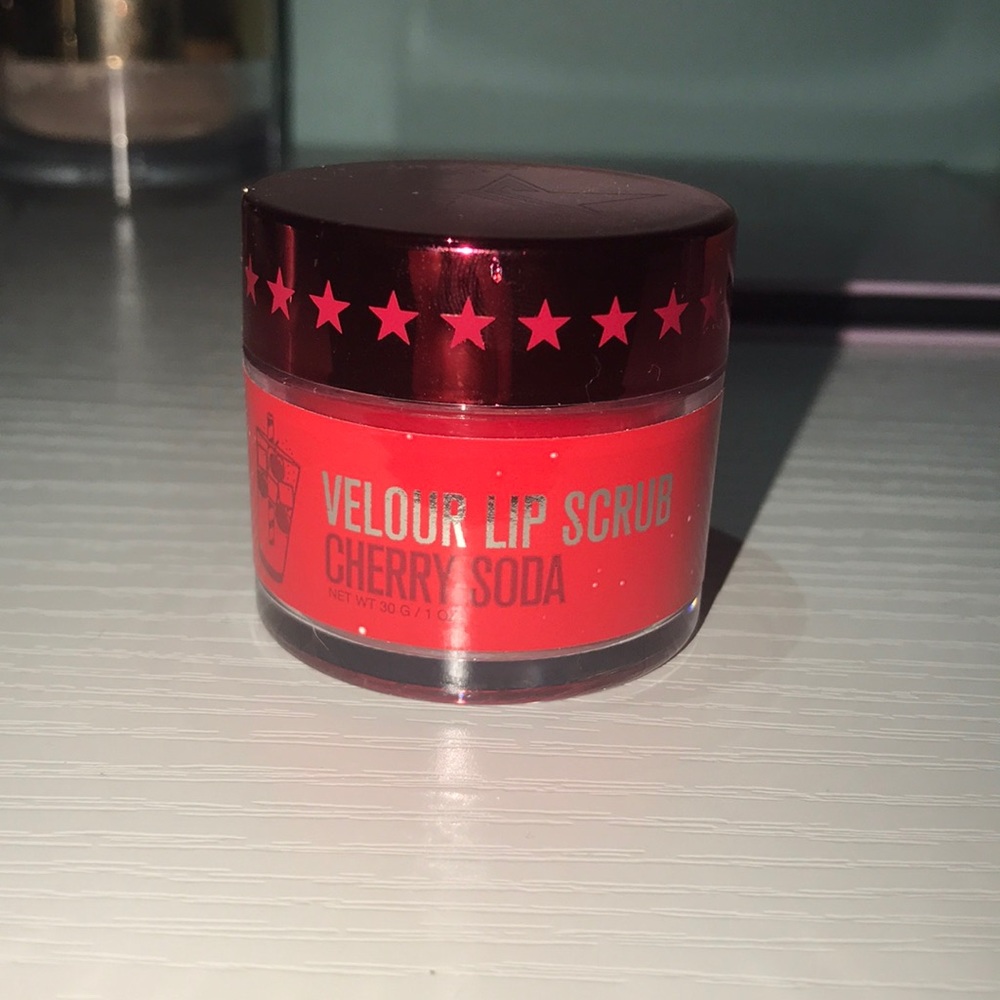 VELOUR LIP SCRUB
CHERRY SODA
NET WT 30 G / 1 OZ